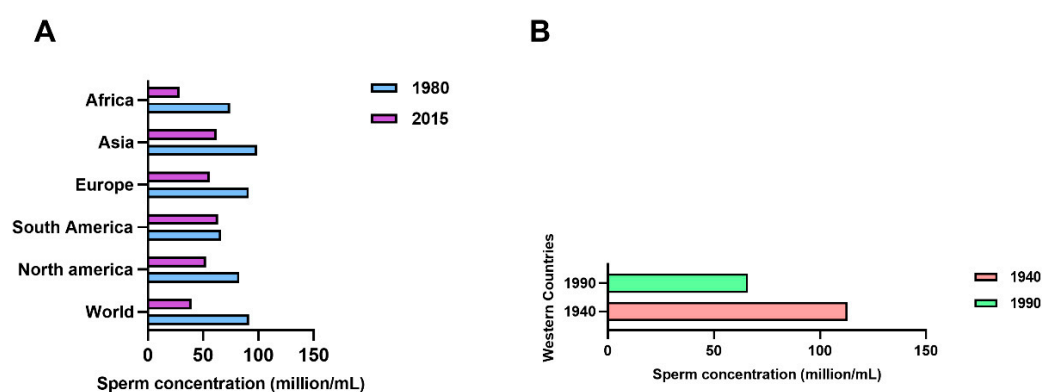 A
Africa
Asia
Europe
South America
North america
World
0 50 100 150
Sperm concentration (million/mL)
1980
2015
B
Western Countries
1990
1940
0 50 100 150
Sperm concentration (million/mL)
1940
1990